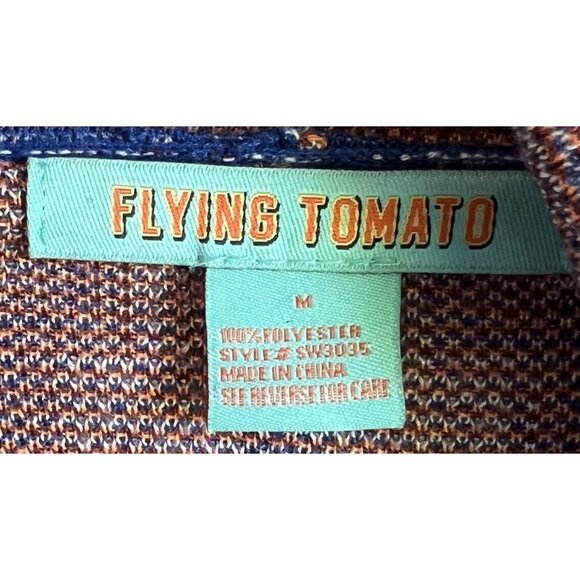 FLYING TOMATO
M
100% POLYESTER
STYLE# SW3035
MADE IN CHINA
SEE REVERSE FOR CARE